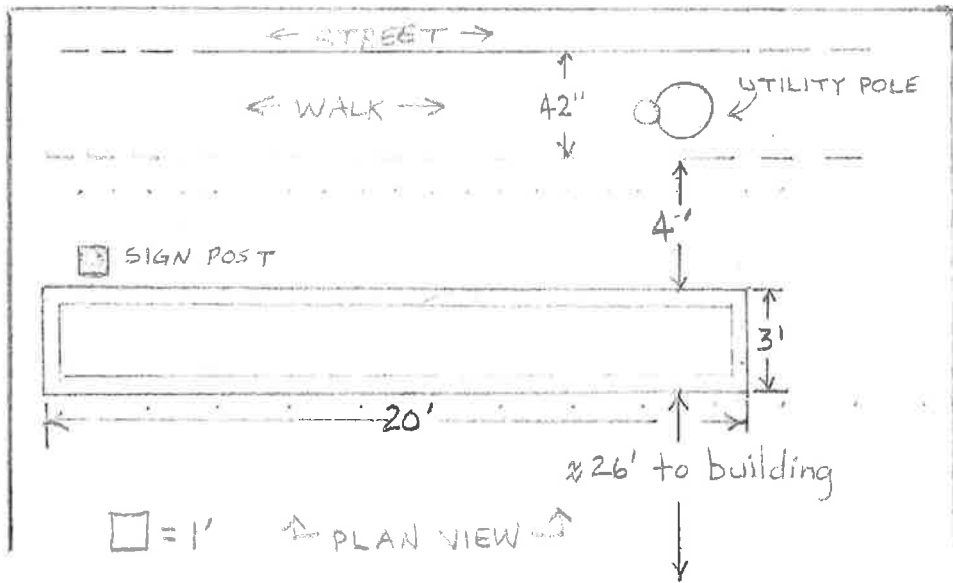 ← STREET →
← WALK →
42"
UTILITY POLE
4'
SIGN POST
3'
20'
≈26' to building
□ = 1'
PLAN VIEW